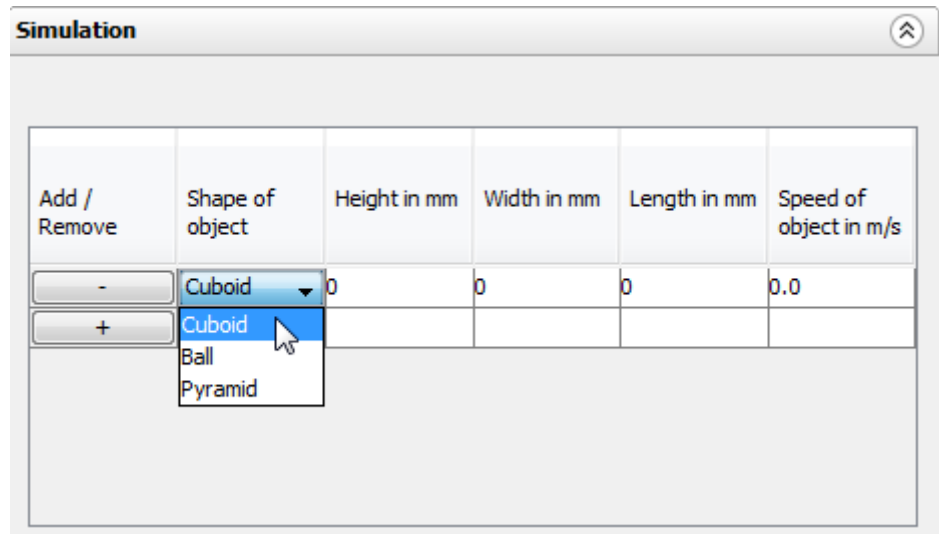 Simulation
Add / Remove
Shape of object
Height in mm
Width in mm
Length in mm
Speed of object in m/s
- Cuboid 0 0 0 0.0
+ Cuboid
Ball
Pyramid